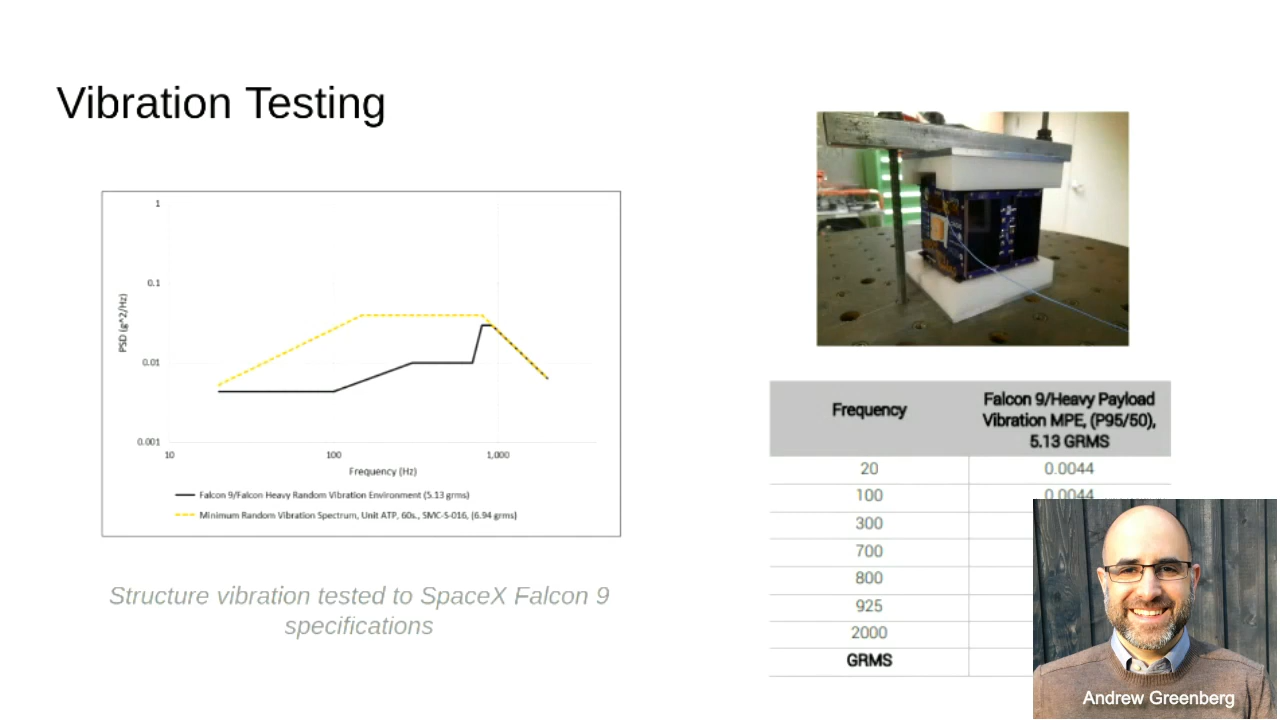 Vibration Testing
1
0.1
0.01
0.001
PSD (g^2/Hz)
10
100
1,000
Frequency (Hz)
Falcon 9/Falcon Heavy Random Vibration Environment (5.13 grms)
Minimum Random Vibration Spectrum, Unit ATP, 60s., SMC-S-016, (6.94 grms)
Structure vibration tested to SpaceX Falcon 9
specifications
Frequency
Falcon 9/Heavy Payload
Vibration MPE, (P95/50),
5.13 GRMS
20 0.0044
100 0.0044
300
700
800
925
2000
GRMS
Andrew Greenberg